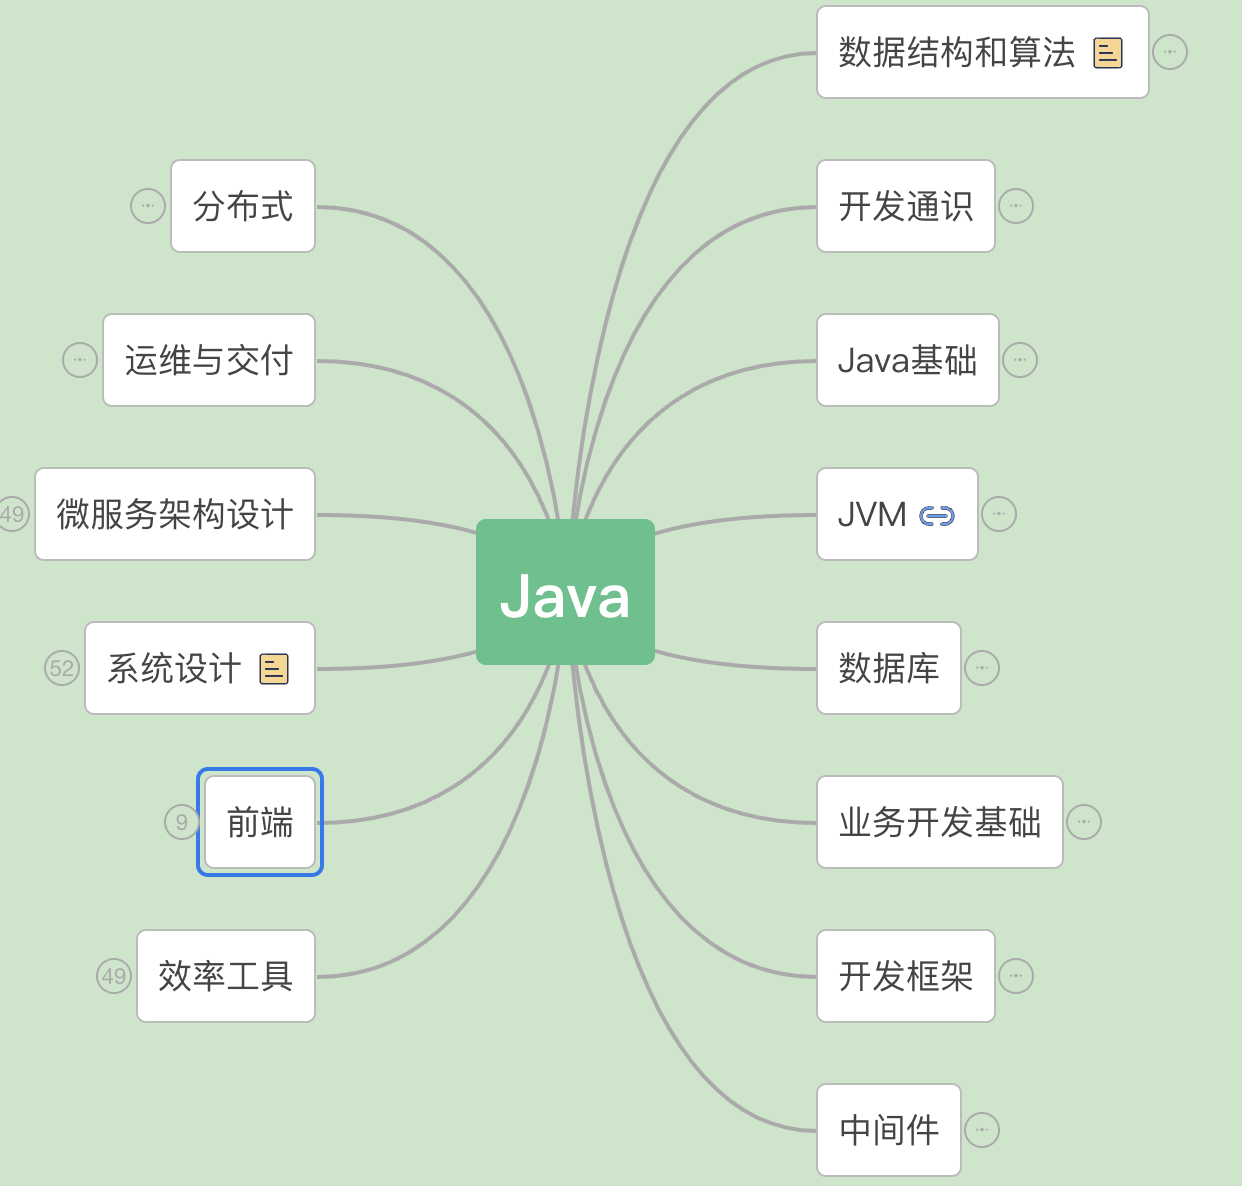 数据结构和算法
分布式
开发通识
运维与交付
Java基础
49
微服务架构设计
JVM
Java
52
系统设计
数据库
9
前端
业务开发基础
49
效率工具
开发框架
中间件